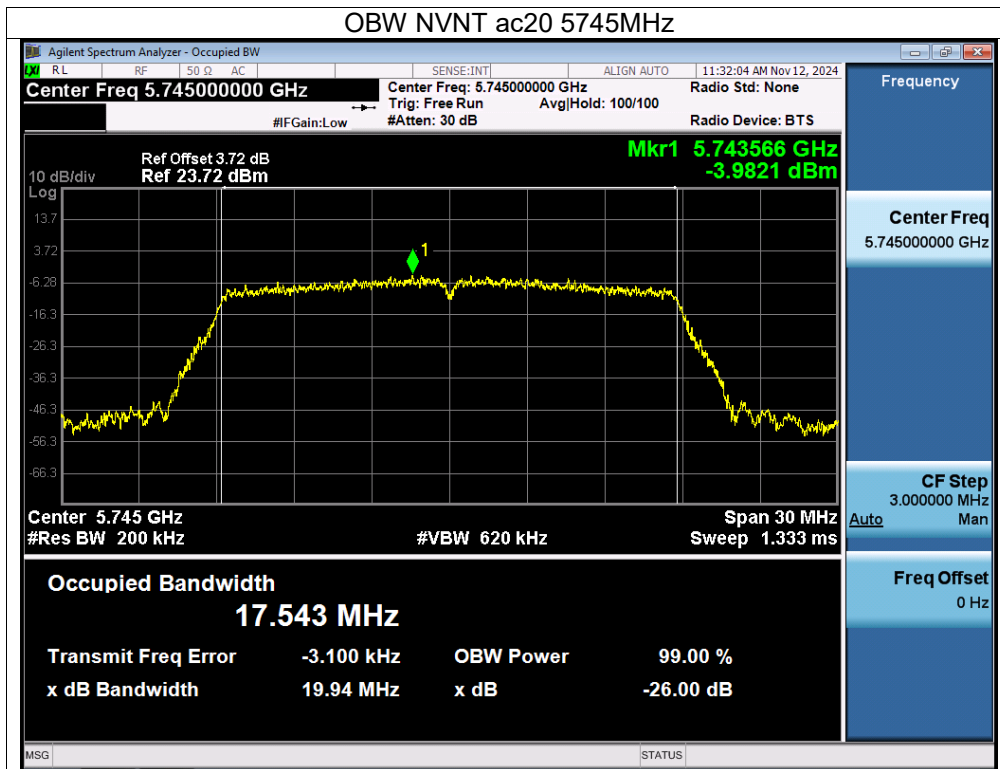 OBW NVNT ac20 5745MHz
Agilent Spectrum Analyzer - Occupied BW
LXI RL RF 50 Ω AC SENSE:INT ALIGN AUTO 11:32:04 AM Nov 12, 2024
Center Freq 5.745000000 GHz
Center Freq: 5.745000000 GHz Radio Std: None
Trig: Free Run Avg|Hold: 100/100
#IFGain:Low #Atten: 30 dB Radio Device: BTS
Frequency
Mkr1 5.743566 GHz
-3.9821 dBm
Ref Offset 3.72 dB
10 dB/div Ref 23.72 dBm
Log
13.7
3.72
-6.28
-16.3
-26.3
-36.3
-46.3
-56.3
-66.3
1
Center 5.745 GHz Span 30 MHz
#Res BW 200 kHz #VBW 620 kHz Sweep 1.333 ms
Center Freq
5.745000000 GHz
CF Step
3.000000 MHz
Auto Man
Freq Offset
0 Hz
Occupied Bandwidth
17.543 MHz
Transmit Freq Error -3.100 kHz OBW Power 99.00 %
x dB Bandwidth 19.94 MHz x dB -26.00 dB
MSG STATUS